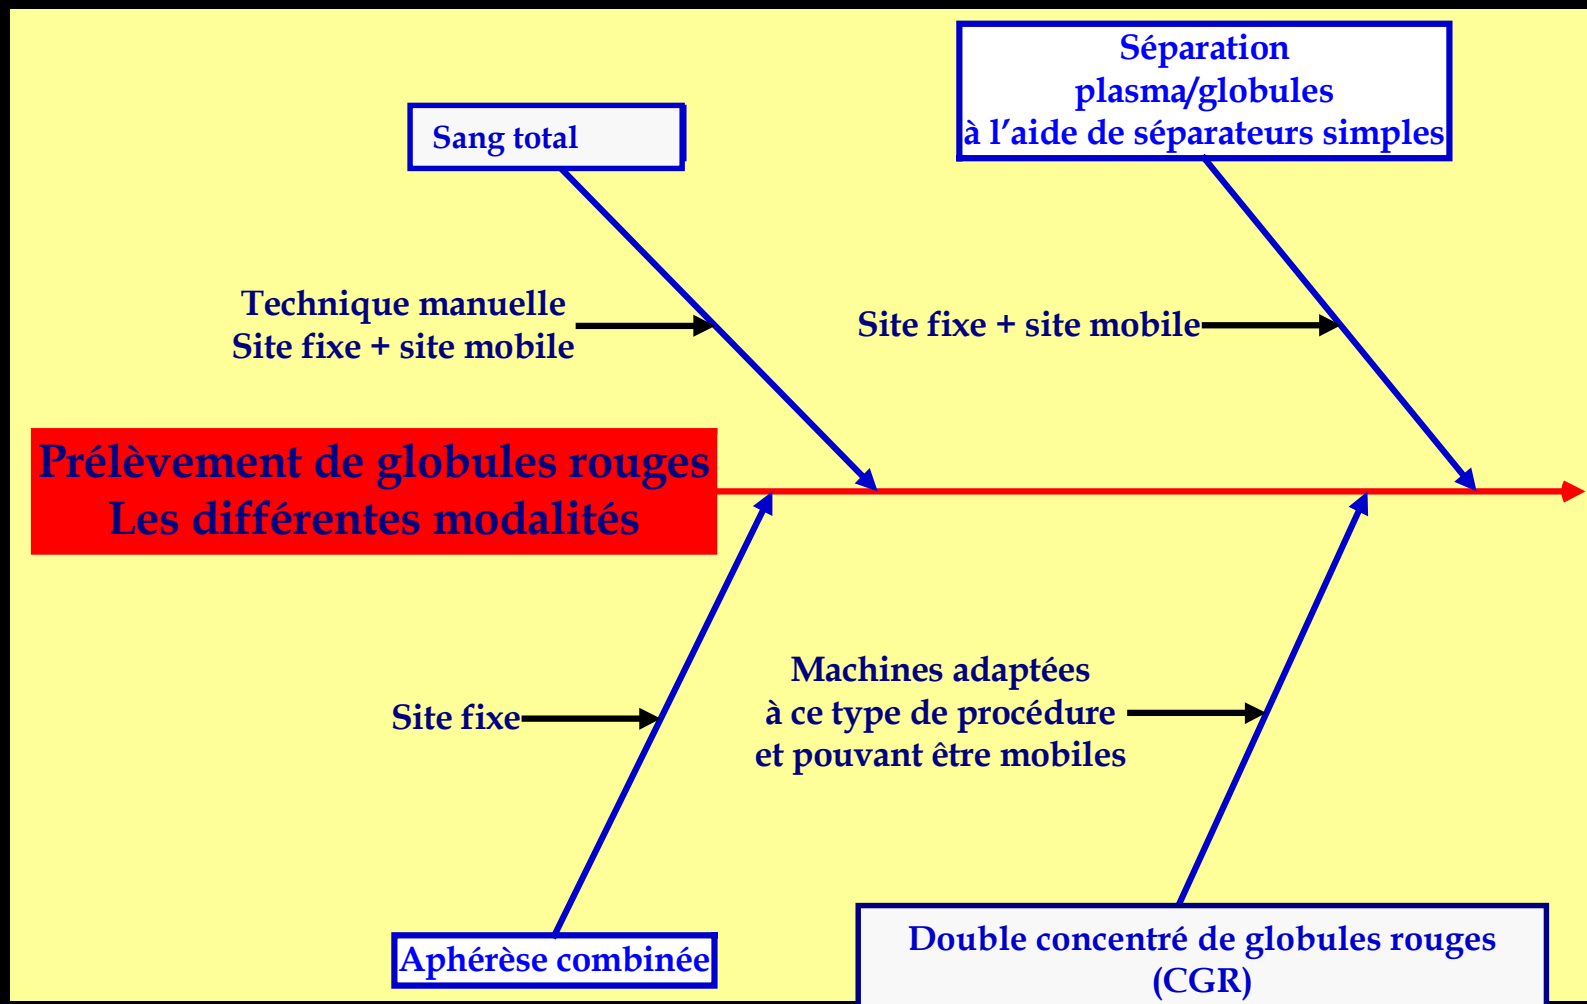 Séparation
plasma/globules
à l’aide de séparateurs simples
Sang total
Technique manuelle
Site fixe + site mobile
Site fixe + site mobile
Prélèvement de globules rouges
Les différentes modalités
Machines adaptées
à ce type de procédure
et pouvant être mobiles
Site fixe
Aphérèse combinée
Double concentré de globules rouges
(CGR)